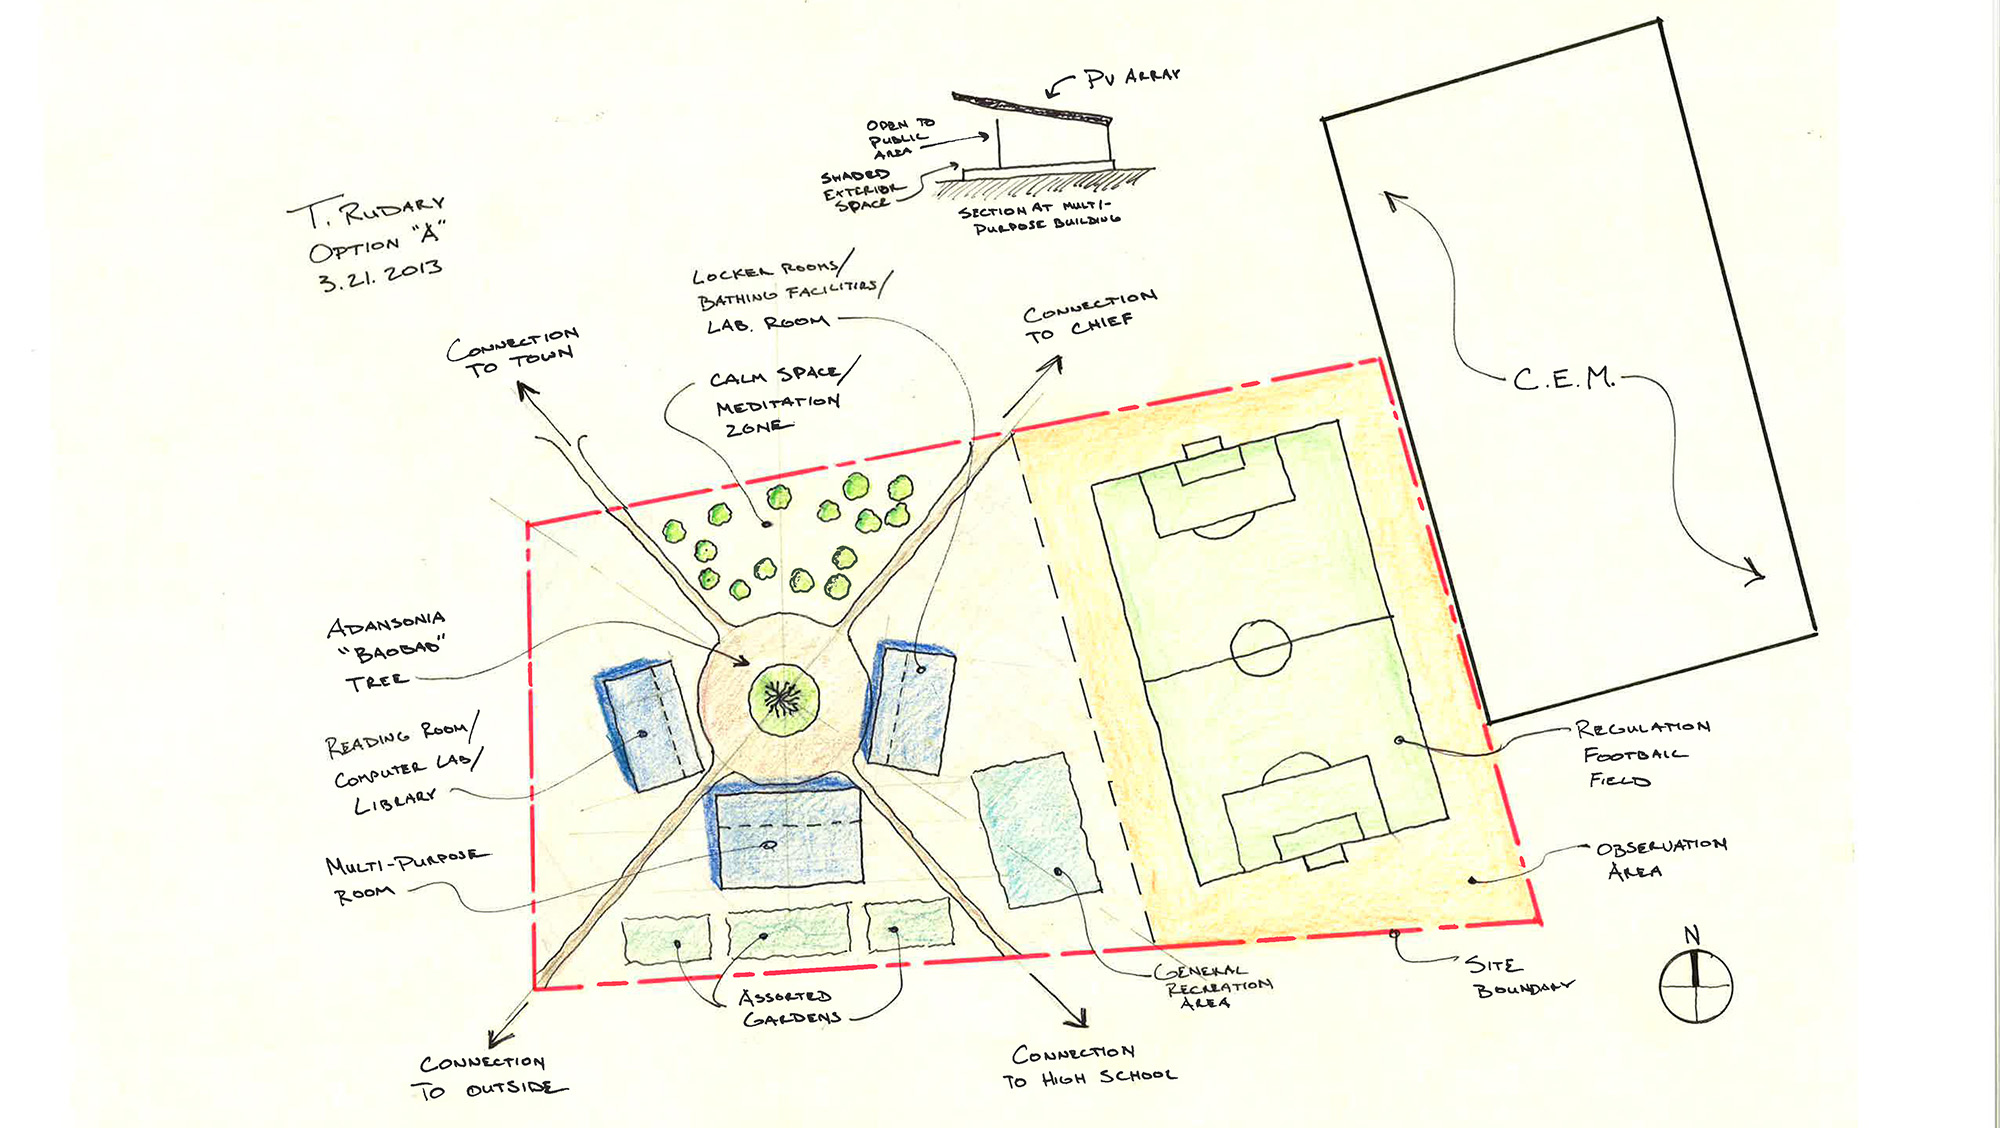 PV ARRAY
OPEN TO
PUBLIC
AREA
SHADED
EXTERIOR
SPACE
SECTION AT MULTI-
PURPOSE BUILDING
T. RUDARY
OPTION "A"
3.21.2013
LOCKER ROOMS/
BATHING FACILITIES/
LAB. ROOM
CONNECTION
TO CHIEF
CONNECTION
TO TOWN
CALM SPACE/
MEDITATION
ZONE
C.E.M.
ADANSONIA
"BAOBAB"
TREE
READING ROOM/
COMPUTER LAB/
LIBRARY
MULTI-PURPOSE
ROOM
REGULATION
FOOTBALL
FIELD
OBSERVATION
AREA
SITE
BOUNDARY
N
GENERAL
RECREATION
AREA
ASSORTED
GARDENS
CONNECTION
TO OUTSIDE
CONNECTION
TO HIGH SCHOOL